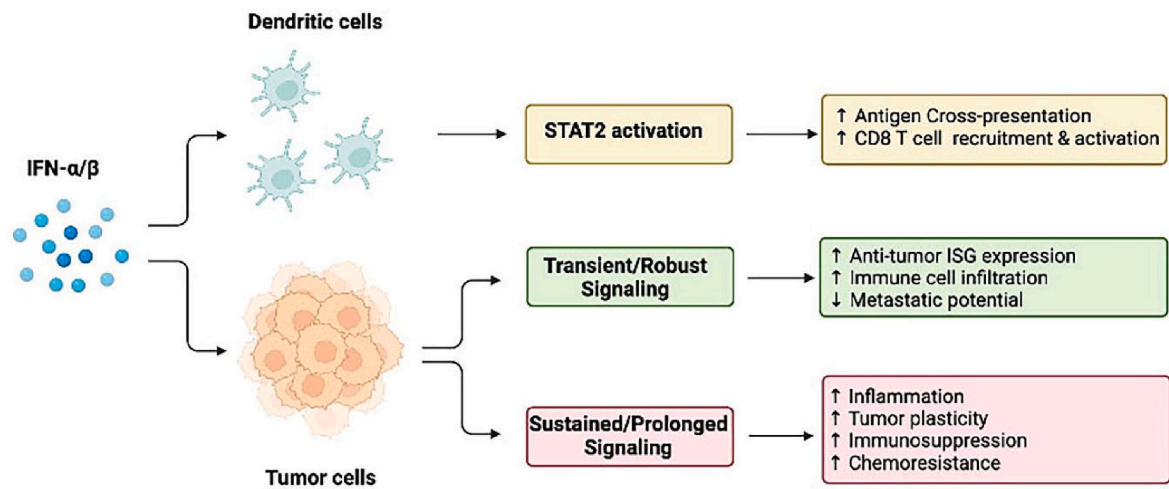 Dendritic cells
IFN-α/β
Tumor cells
STAT2 activation
↑ Antigen Cross-presentation
↑ CD8 T cell recruitment & activation
Transient/Robust
Signaling
↑ Anti-tumor ISG expression
↑ Immune cell infiltration
↓ Metastatic potential
Sustained/Prolonged
Signaling
↑ Inflammation
↑ Tumor plasticity
↑ Immunosuppression
↑ Chemoresistance